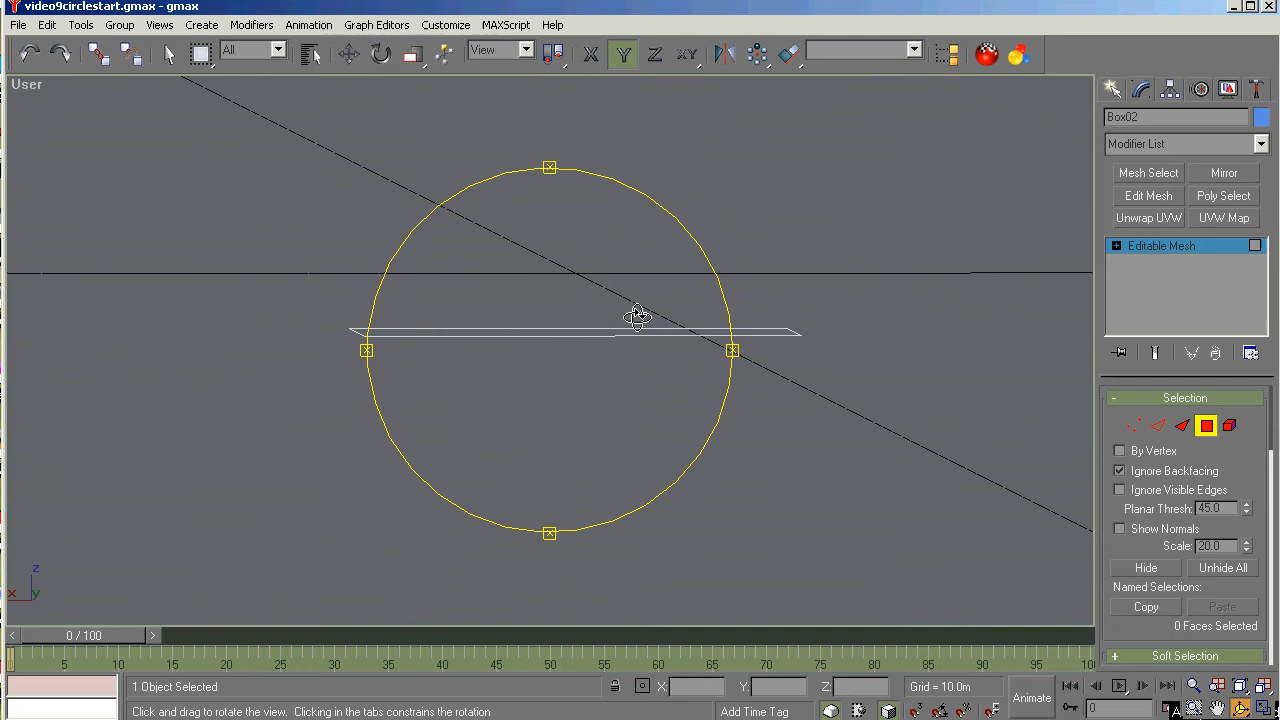 video9circlestart.gmax - gmax
File Edit Tools Group Views Create Modifiers Animation Graph Editors Customize MAXScript Help
All View X Y Z XY
User
Box02
Modifier List
Mesh Select Mirror
Edit Mesh Poly Select
Unwrap UVW UVW Map
+ Editable Mesh
- Selection
By Vertex
Ignore Backfacing
Ignore Visible Edges
Planar Thresh: 45.0
Show Normals
Scale: 20.0
Hide Unhide All
Named Selections:
Copy Paste
0 Faces Selected
+ Soft Selection
z
x y
< 0 / 100 >
5 10 15 20 25 30 35 40 45 50 55 60 65 70 75 80 85 90 95 100
1 Object Selected X: Y: Z: Grid = 10.0m
Animate
Click and drag to rotate the view. Clicking in the tabs constrains the rotation Add Time Tag 0